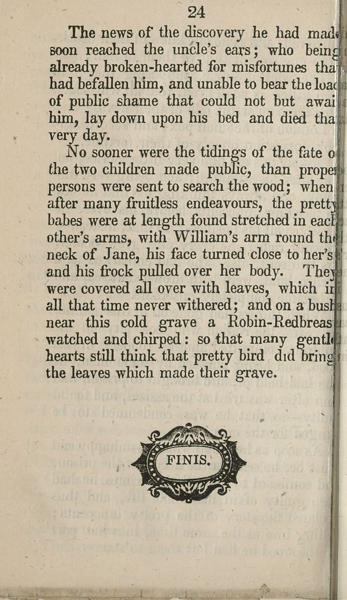 24
The news of the discovery he had made
soon reached the uncle's ears; who being
already broken-hearted for misfortunes that
had befallen him, and unable to bear the load
of public shame that could not but await
him, lay down upon his bed and died that
very day.
No sooner were the tidings of the fate of
the two children made public, than proper
persons were sent to search the wood; when,
after many fruitless endeavours, the pretty
babes were at length found stretched in each
other's arms, with William's arm round the
neck of Jane, his face turned close to her's,
and his frock pulled over her body. They
were covered all over with leaves, which in
all that time never withered; and on a bush
near this cold grave a Robin-Redbreast
watched and chirped: so that many gentle
hearts still think that pretty bird did bring
the leaves which made their grave.
FINIS.